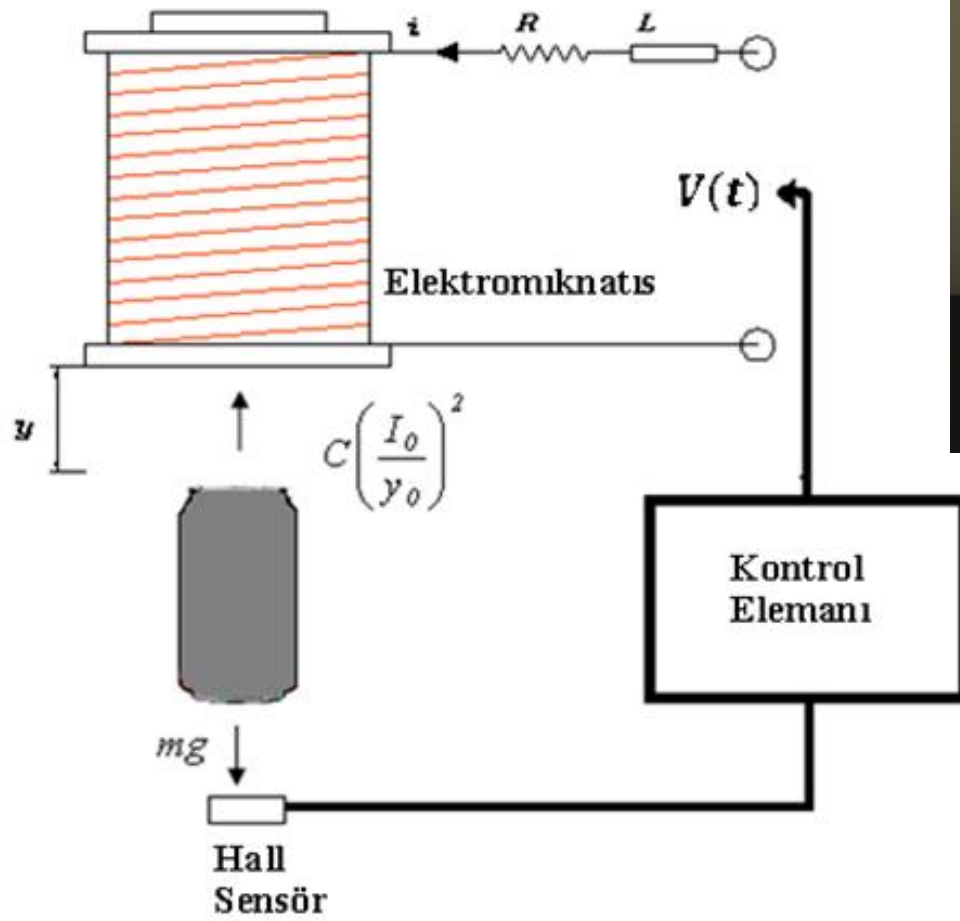 i R L
V(t)
Elektromıknatıs
y
C(I₀/y₀)²
Kontrol
Elemanı
mg
Hall
Sensör